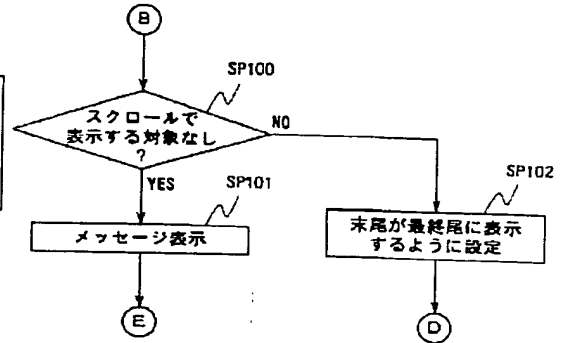 B
SP100
スクロールで
表示する対象なし
?
NO
YES
SP101
メッセージ表示
SP102
末尾が最終尾に表示
するように設定
E
D